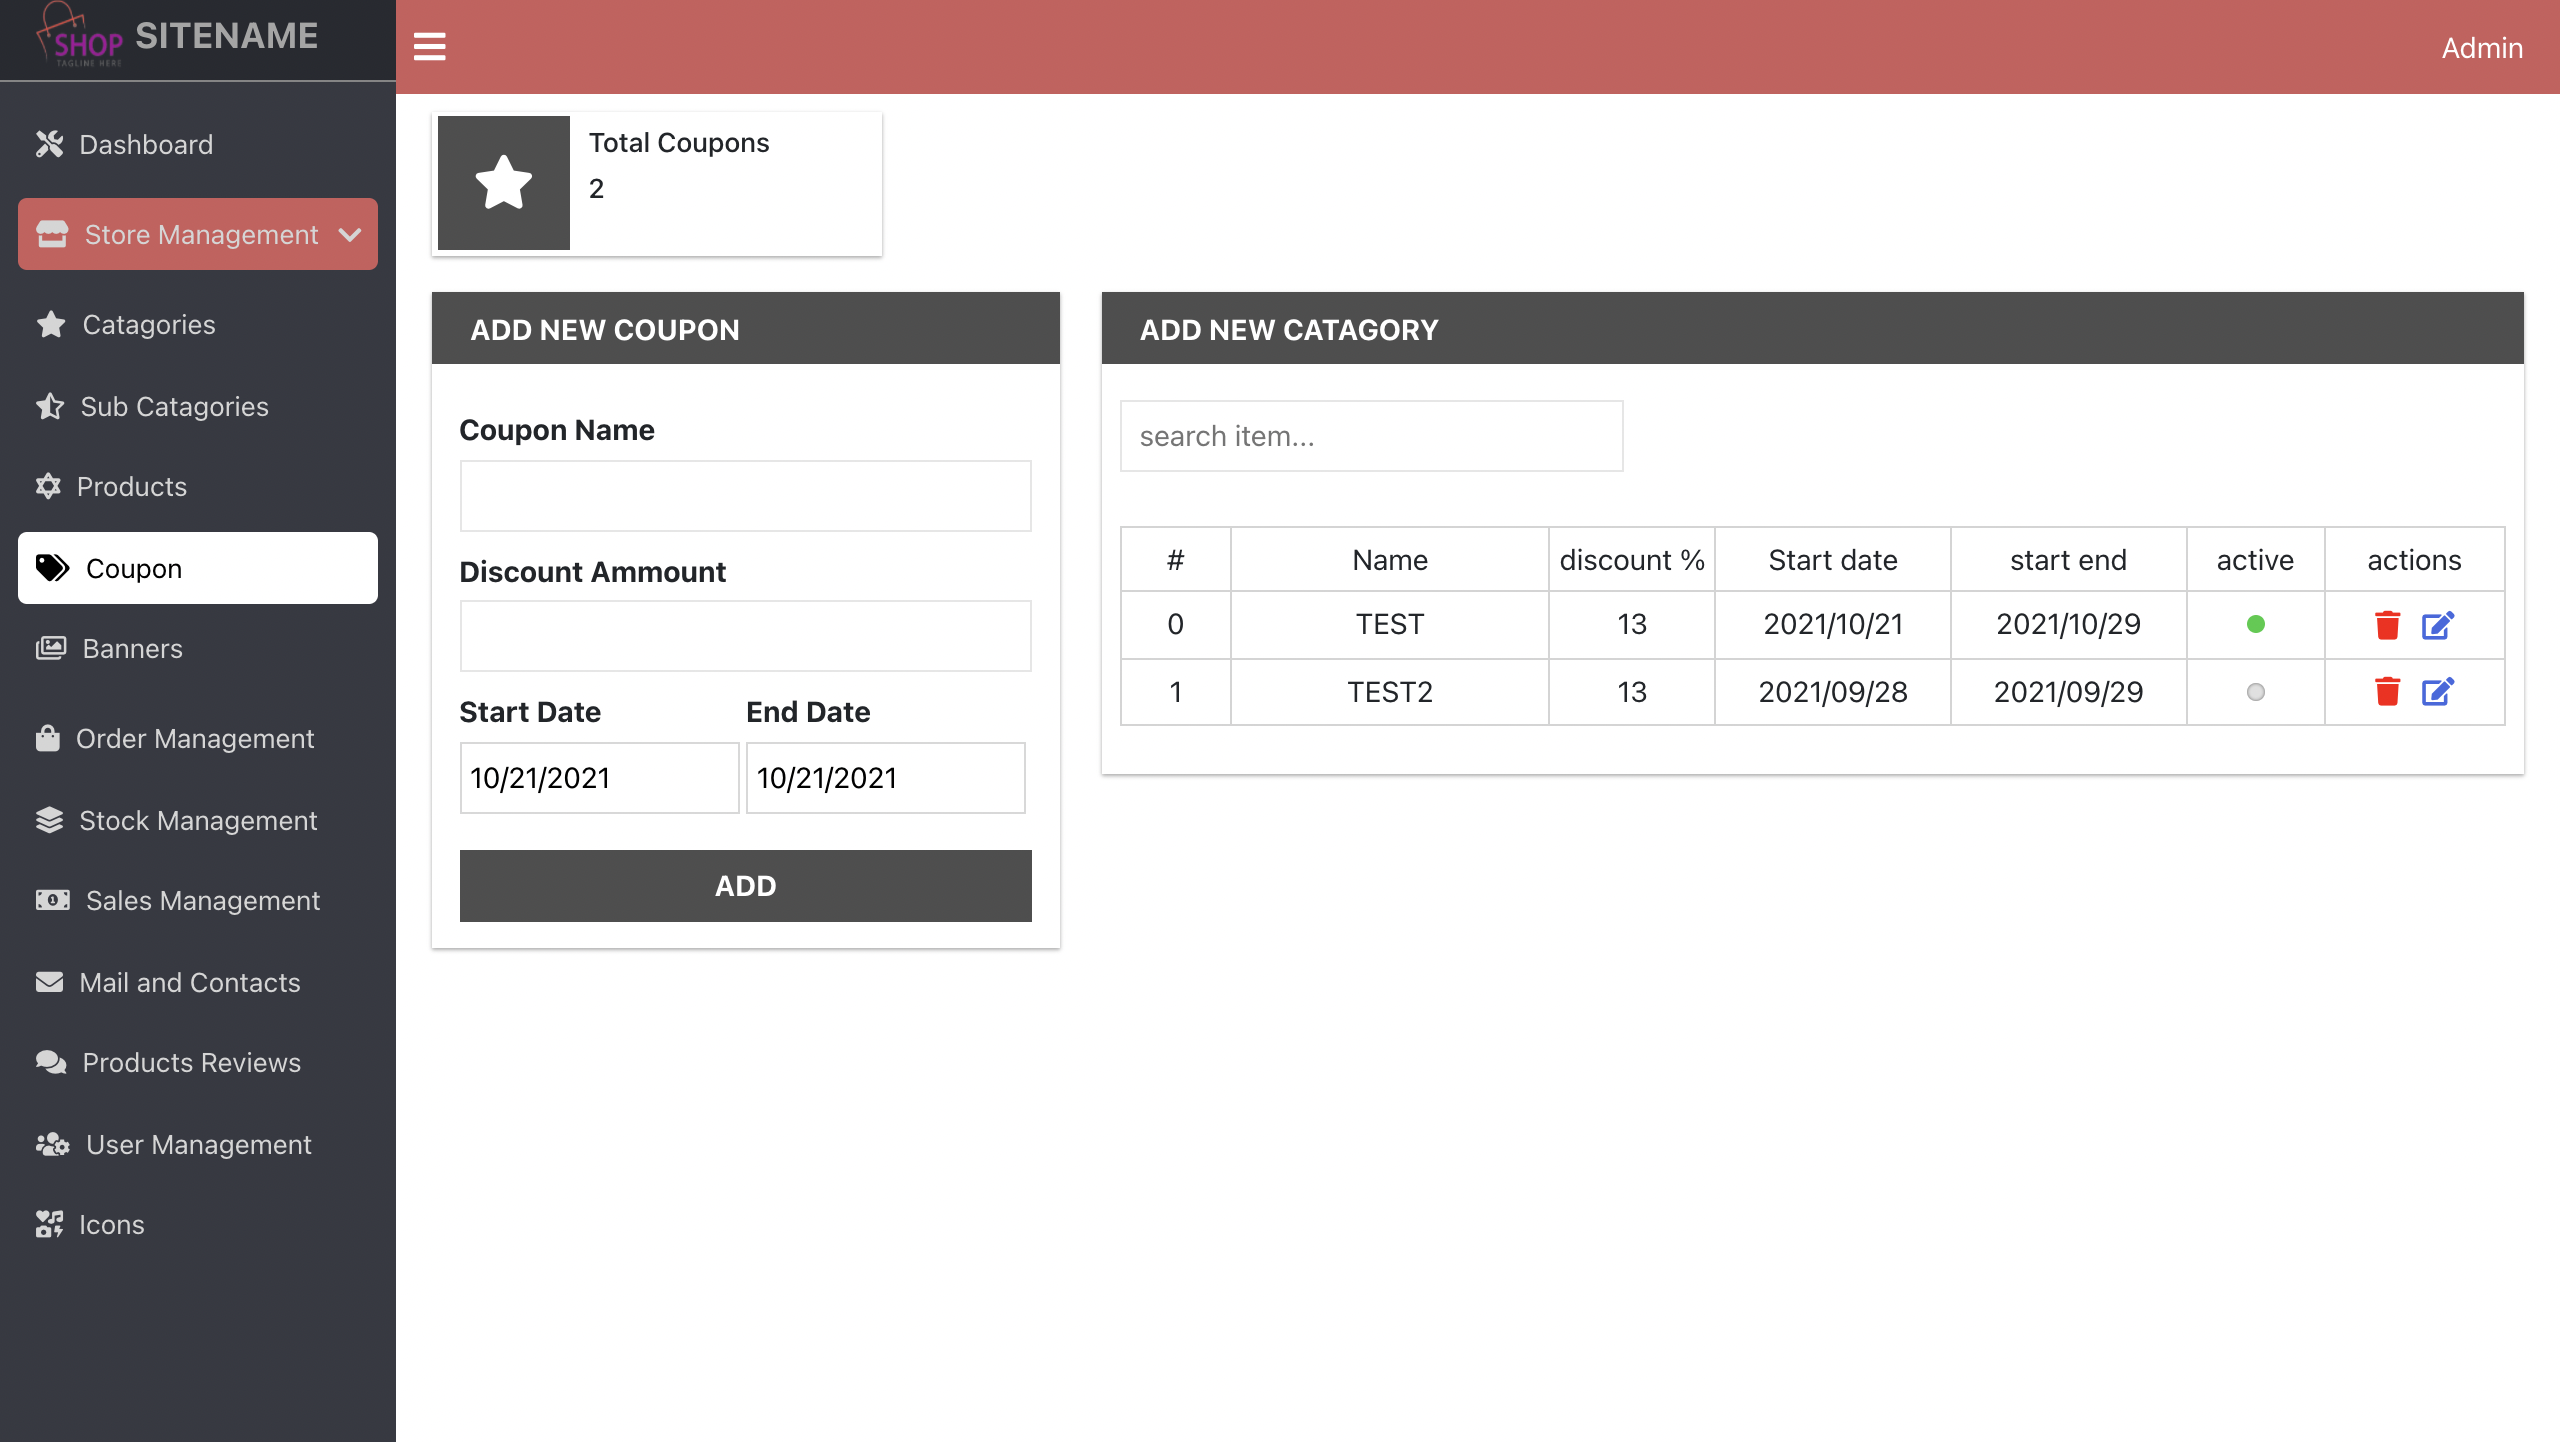 SHOP
TAGLINE HERE
SITENAME
Admin
Dashboard
Store Management
Catagories
Sub Catagories
Products
Coupon
Banners
Order Management
Stock Management
Sales Management
Mail and Contacts
Products Reviews
User Management
Icons
Total Coupons
2
ADD NEW COUPON
Coupon Name
Discount Ammount
Start Date End Date
10/21/2021 10/21/2021
ADD
ADD NEW CATAGORY
search item...
# Name discount % Start date start end active actions
0 TEST 13 2021/10/21 2021/10/29
1 TEST2 13 2021/09/28 2021/09/29